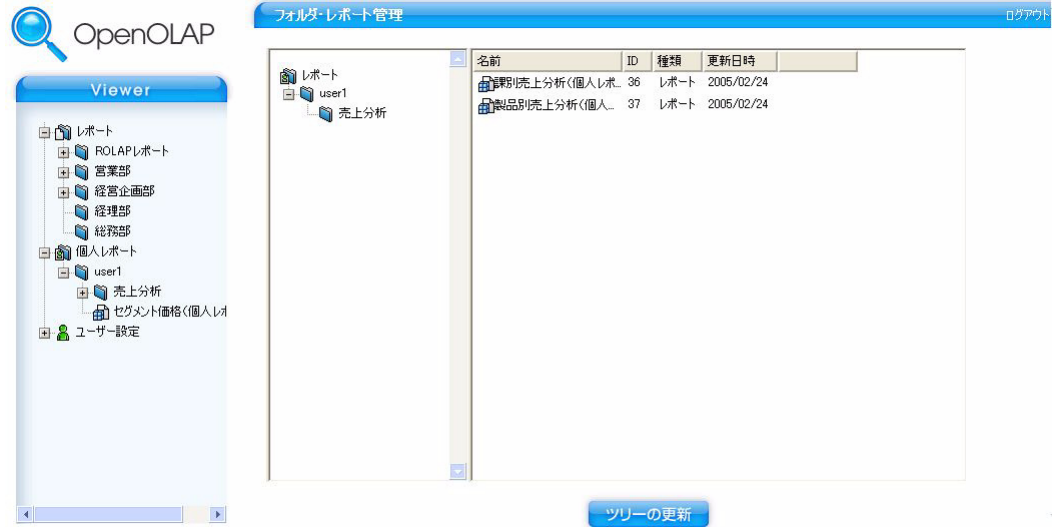 OpenOLAP
フォルダ・レポート管理
ログアウト
Viewer
レポート
ROLAPレポート
営業部
経営企画部
経理部
総務部
個人レポート
user1
売上分析
セグメント価格(個人レポ
ユーザー設定
レポート
user1
売上分析
名前 ID 種類 更新日時
課別売上分析(個人レポ... 36 レポート 2005/02/24
製品別売上分析(個人... 37 レポート 2005/02/24
ツリーの更新